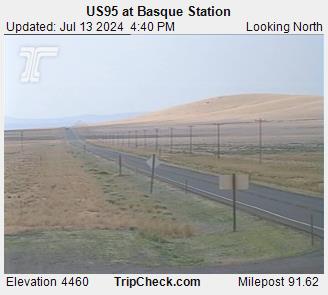 US95 at Basque Station
Updated: Jul 13 2024 4:40 PM Looking North
Elevation 4460 TripCheck.com Milepost 91.62